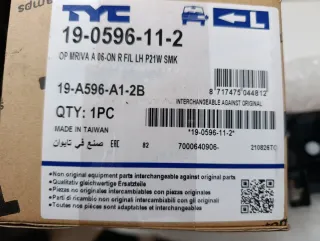 TYC
L
19-0596-11-2
OP MRIVA A 06-ON R F/L LH P21W SMK
8 717475 044812
19-A596-A1-2B
INTERCHANGEABLE AGAINST ORIGINAL
QTY: 1PC
MADE IN TAIWAN
*19-0596-11-2*
صنع في تايوان
82
7000640906-
Non original equipment parts interchangeable against original parts
Qualitativ gleichwertige Ersatzteile
Piezas no originales intercambiables con piezas originales
Parti di ricambio non originali ma intercambiabili con gli originali